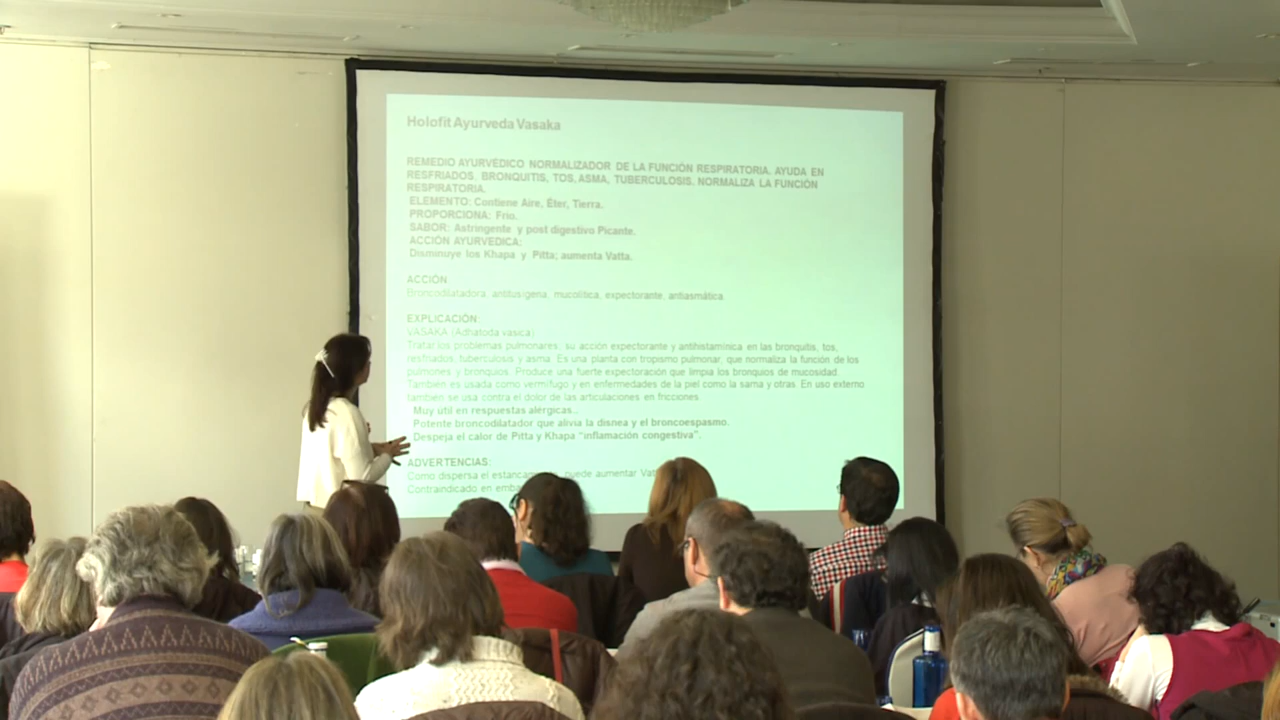 Holofit Ayurveda Vasaka
REMEDIO AYURVÉDICO NORMALIZADOR DE LA FUNCIÓN RESPIRATORIA. AYUDA EN
RESFRIADOS, BRONQUITIS, TOS, ASMA, TUBERCULOSIS. NORMALIZA LA FUNCIÓN
RESPIRATORIA.
ELEMENTO: Contiene Aire, Éter, Tierra.
PROPORCIONA: Frio.
SABOR: Astringente y post digestivo Picante.
ACCIÓN AYURVEDICA:
Disminuye los Khapa y Pitta; aumenta Vatta.
ACCIÓN
Broncodilatadora, antitusígena, mucolítica, expectorante, antiasmática
EXPLICACIÓN:
VASAKA (Adhatoda vasica)
Tratar los problemas pulmonares, su acción expectorante y antihistamínica en las bronquitis, tos,
resfriados, tuberculosis y asma. Es una planta con tropismo pulmonar, que normaliza la función de los
pulmones y bronquios. Produce una fuerte expectoración que limpia los bronquios de mucosidad.
También es usada como vermífugo y en enfermedades de la piel como la sarna y otras. En uso externo
también se usa contra el dolor de las articulaciones en fricciones.
Muy útil en respuestas alérgicas..
Potente broncodilatador que alivia la disnea y el broncoespasmo.
Despeja el calor de Pitta y Khapa “inflamación congestiva”.
ADVERTENCIAS:
Como dispersa el puede aumentar
Contraindicado en